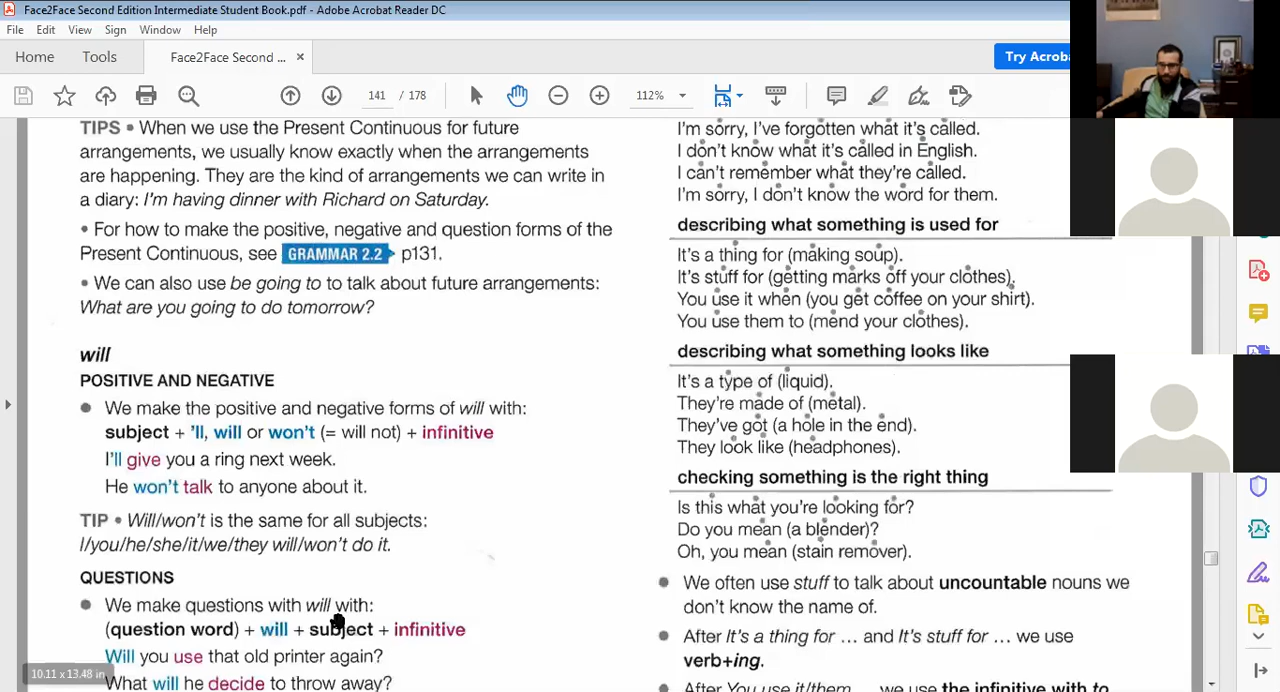 Face2Face Second Edition Intermediate Student Book.pdf - Adobe Acrobat Reader DC
File Edit View Sign Window Help
Home Tools Face2Face Second ... × Try Acroba
141 / 178 112%
TIPS • When we use the Present Continuous for future
arrangements, we usually know exactly when the arrangements
are happening. They are the kind of arrangements we can write in
a diary: I'm having dinner with Richard on Saturday.
• For how to make the positive, negative and question forms of the
Present Continuous, see GRAMMAR 2.2 p131.
• We can also use be going to to talk about future arrangements:
What are you going to do tomorrow?
will
POSITIVE AND NEGATIVE
● We make the positive and negative forms of will with:
subject + 'll, will or won't (= will not) + infinitive
I'll give you a ring next week.
He won't talk to anyone about it.
TIP • Will/won't is the same for all subjects:
I/you/he/she/it/we/they will/won't do it.
QUESTIONS
● We make questions with will with:
(question word) + will + subject + infinitive
Will you use that old printer again?
What will he decide to throw away?
10.11 x 13.48 in
I'm sorry, I've forgotten what it's called.
I don't know what it's called in English.
I can't remember what they're called.
I'm sorry, I don't know the word for them.
describing what something is used for
It's a thing for (making soup).
It's stuff for (getting marks off your clothes).
You use it when (you get coffee on your shirt).
You use them to (mend your clothes).
describing what something looks like
It's a type of (liquid).
They're made of (metal).
They've got (a hole in the end).
They look like (headphones).
checking something is the right thing
Is this what you're looking for?
Do you mean (a blender)?
Oh, you mean (stain remover).
● We often use stuff to talk about uncountable nouns we
don't know the name of.
● After It's a thing for ... and It's stuff for ... we use
verb+ing.
● After You use it/them ... we use the infinitive with to